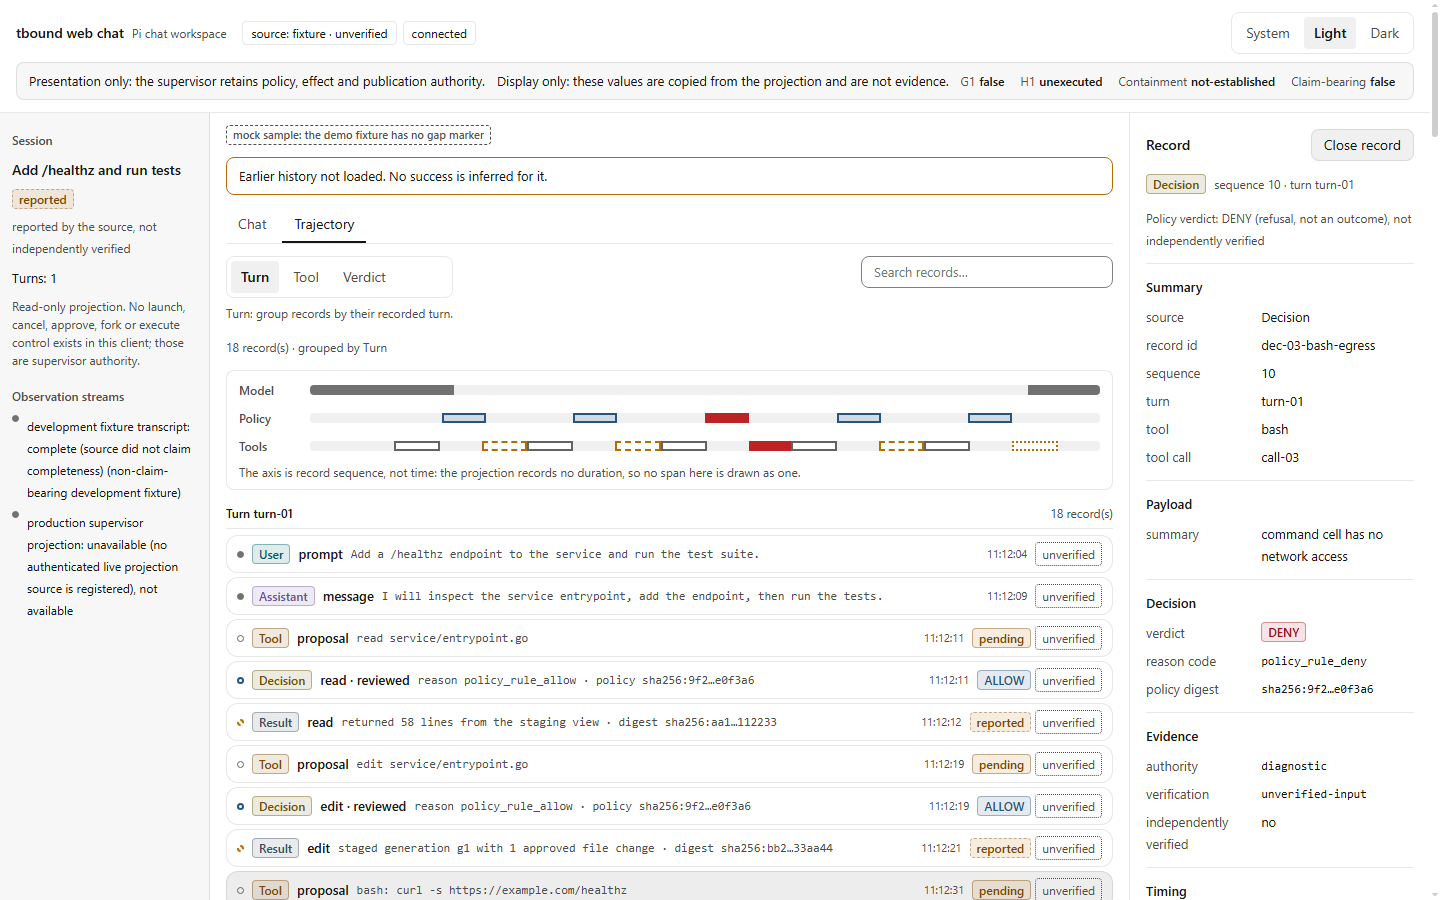 tbound web chat Pi chat workspace source: fixture · unverified connected System Light Dark
Presentation only: the supervisor retains policy, effect and publication authority. Display only: these values are copied from the projection and are not evidence. G1 false H1 unexecuted Containment not-established Claim-bearing false
Session
Add /healthz and run tests
reported
reported by the source, not
independently verified
Turns: 1
Read-only projection. No launch,
cancel, approve, fork or execute
control exists in this client; those
are supervisor authority.
Observation streams
development fixture transcript:
complete (source did not claim
completeness) (non-claim-
bearing development fixture)
production supervisor
projection: unavailable (no
authenticated live projection
source is registered), not
available
mock sample: the demo fixture has no gap marker
Earlier history not loaded. No success is inferred for it.
Chat Trajectory
Turn Tool Verdict
Search records...
Turn: group records by their recorded turn.
18 record(s) · grouped by Turn
Model
Policy
Tools
The axis is record sequence, not time: the projection records no duration, so no span here is drawn as one.
Turn turn-01 18 record(s)
User prompt Add a /healthz endpoint to the service and run the test suite. 11:12:04 unverified
Assistant message I will inspect the service entrypoint, add the endpoint, then run the tests. 11:12:09 unverified
Tool proposal read service/entrypoint.go 11:12:11 pending unverified
Decision read · reviewed reason policy_rule_allow · policy sha256:9f2…e0f3a6 11:12:11 ALLOW unverified
Result read returned 58 lines from the staging view · digest sha256:aa1…112233 11:12:12 reported unverified
Tool proposal edit service/entrypoint.go 11:12:19 pending unverified
Decision edit · reviewed reason policy_rule_allow · policy sha256:9f2…e0f3a6 11:12:19 ALLOW unverified
Result edit staged generation g1 with 1 approved file change · digest sha256:bb2…33aa44 11:12:21 reported unverified
Tool proposal bash: curl -s https://example.com/healthz 11:12:31 pending unverified
Record Close record
Decision sequence 10 · turn turn-01
Policy verdict: DENY (refusal, not an outcome), not
independently verified
Summary
source Decision
record id dec-03-bash-egress
sequence 10
turn turn-01
tool bash
tool call call-03
Payload
summary command cell has no
network access
Decision
verdict DENY
reason code policy_rule_deny
policy digest sha256:9f2…e0f3a6
Evidence
authority diagnostic
verification unverified-input
independently no
verified
Timing